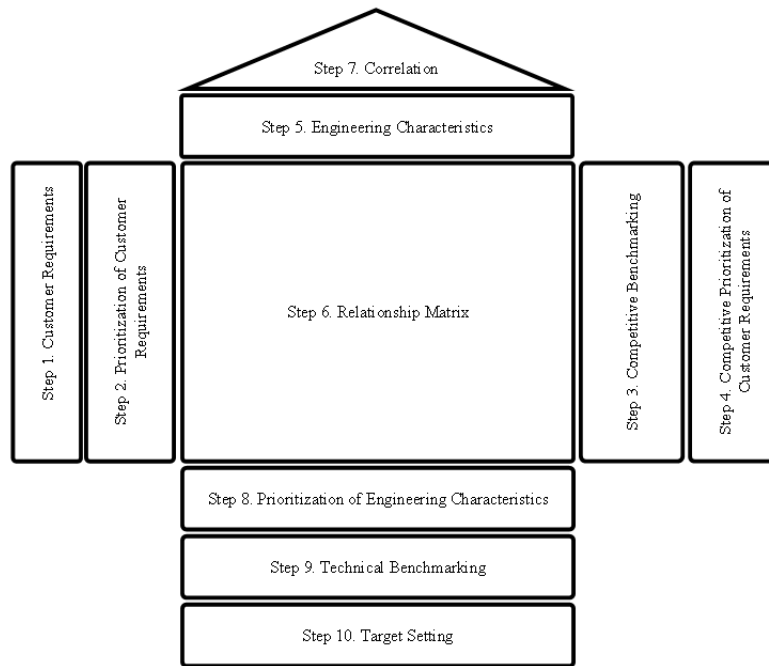 Step 7. Correlation
Step 5. Engineering Characteristics
Step 1. Customer Requirements
Step 2. Prioritization of Customer
Requirements
Step 6. Relationship Matrix
Step 3. Competitive Benchmarking
Step 4. Competitive Prioritization of
Customer Requirements
Step 8. Prioritization of Engineering Characteristics
Step 9. Technical Benchmarking
Step 10. Target Setting